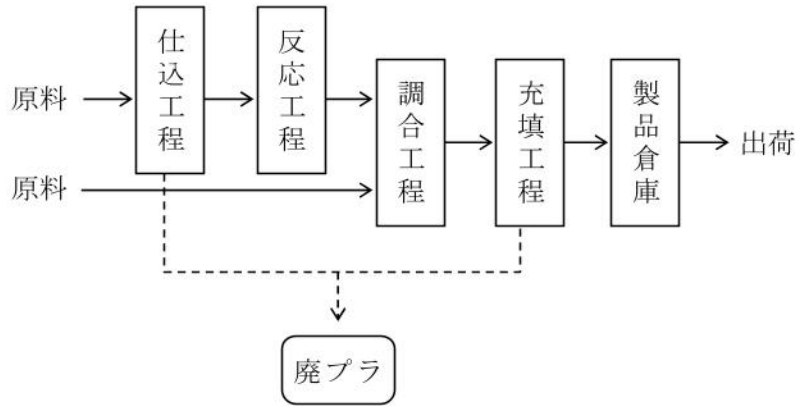 原料
仕込工程
反応工程
原料
調合工程
充填工程
製品倉庫
出荷
廃プラ